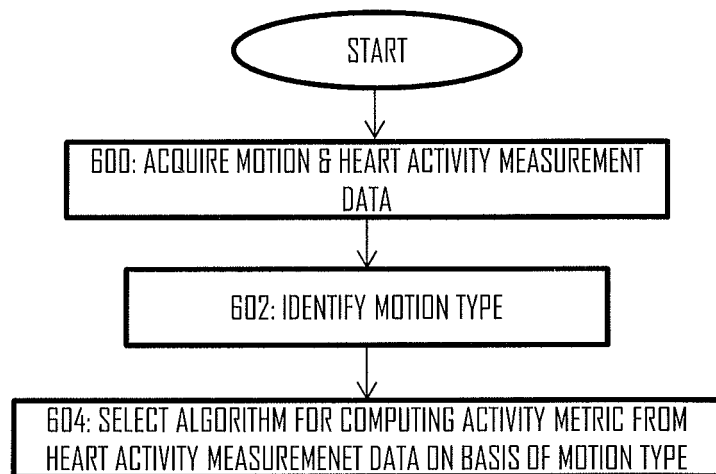 START
600: ACQUIRE MOTION & HEART ACTIVITY MEASUREMENT
DATA
602: IDENTIFY MOTION TYPE
604: SELECT ALGORITHM FOR COMPUTING ACTIVITY METRIC FROM
HEART ACTIVITY MEASUREMENET DATA ON BASIS OF MOTION TYPE